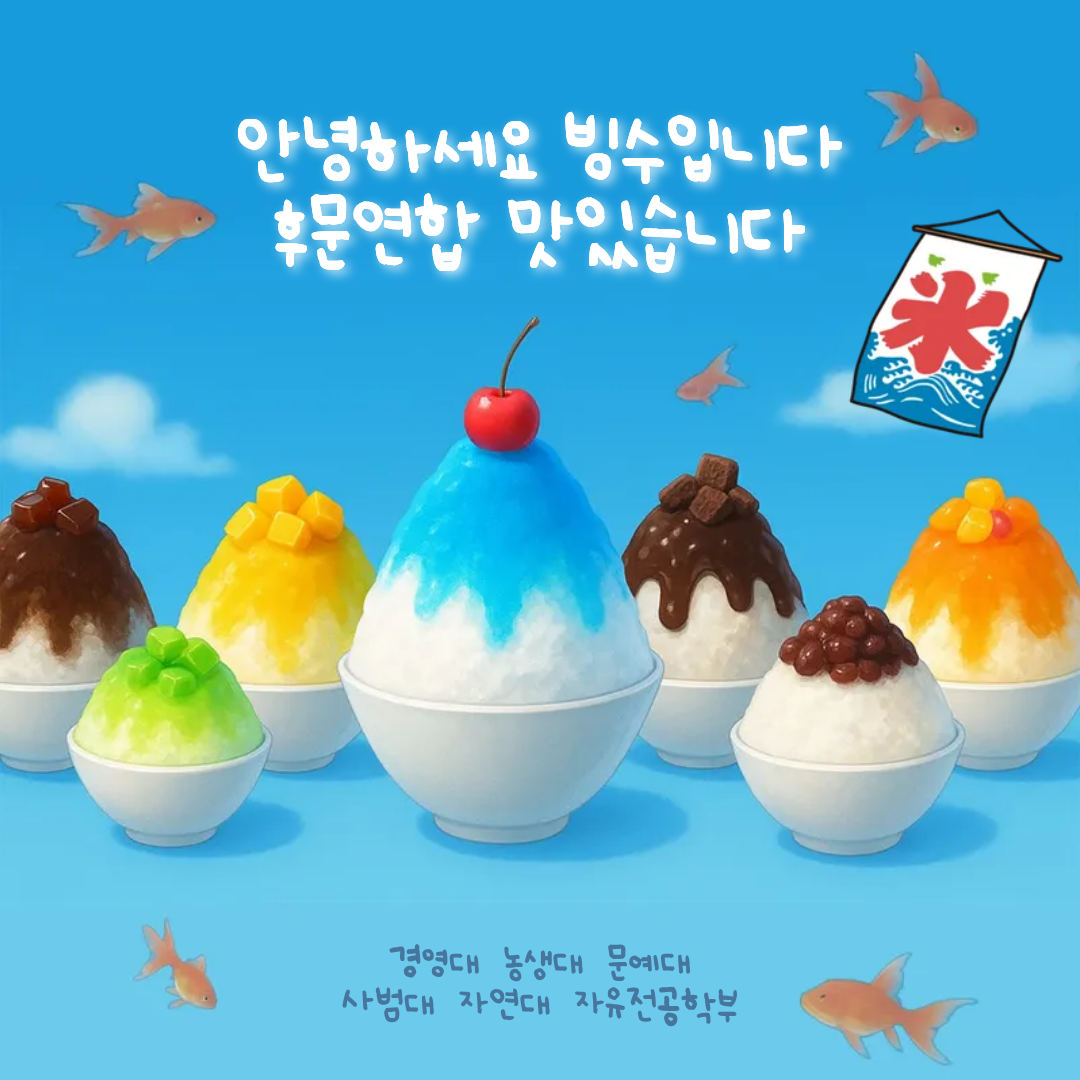 안녕하세요 빙수입니다
후문연합 맛있습니다
氷
경영대 농생대 문예대
사범대 자연대 자유전공학부